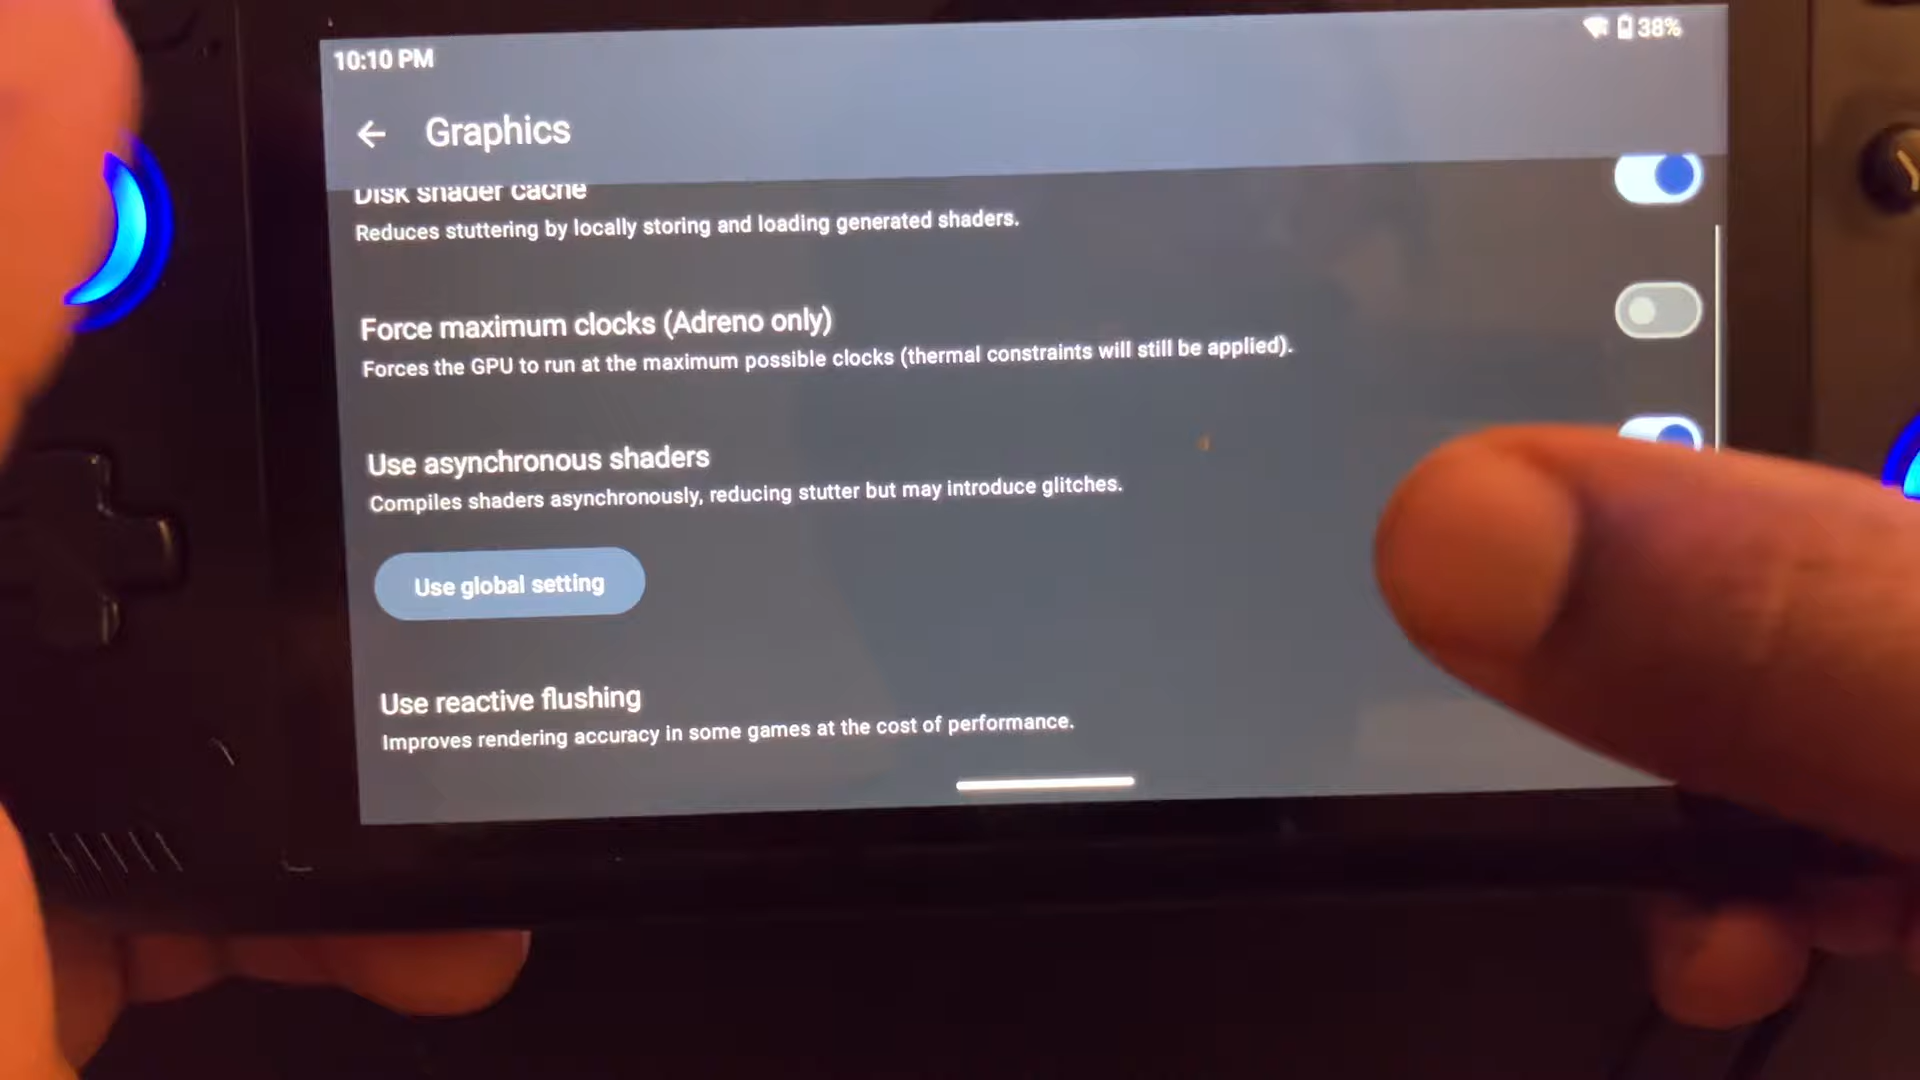 10:10 PM
38%
Graphics
Disk shader cache
Reduces stuttering by locally storing and loading generated shaders.
Force maximum clocks (Adreno only)
Forces the GPU to run at the maximum possible clocks (thermal constraints will still be applied).
Use asynchronous shaders
Compiles shaders asynchronously, reducing stutter but may introduce glitches.
Use global setting
Use reactive flushing
Improves rendering accuracy in some games at the cost of performance.